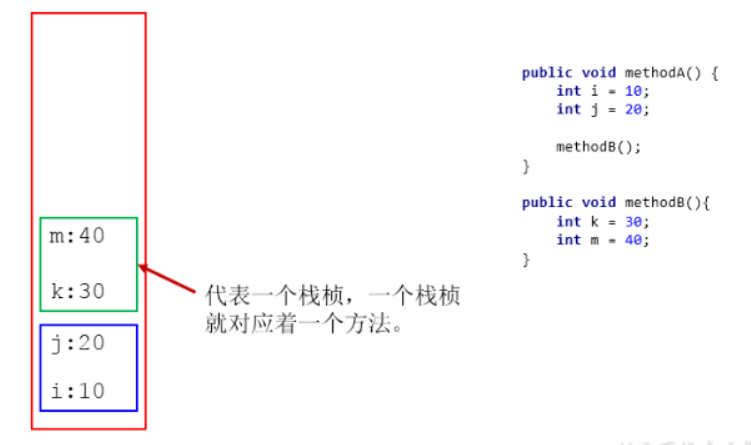 m:40
k:30
j:20
i:10
代表一个栈桢，一个栈桢
就对应着一个方法。
public void methodA() {
    int i = 10;
    int j = 20;
    methodB();
}
public void methodB(){
    int k = 30;
    int m = 40;
}